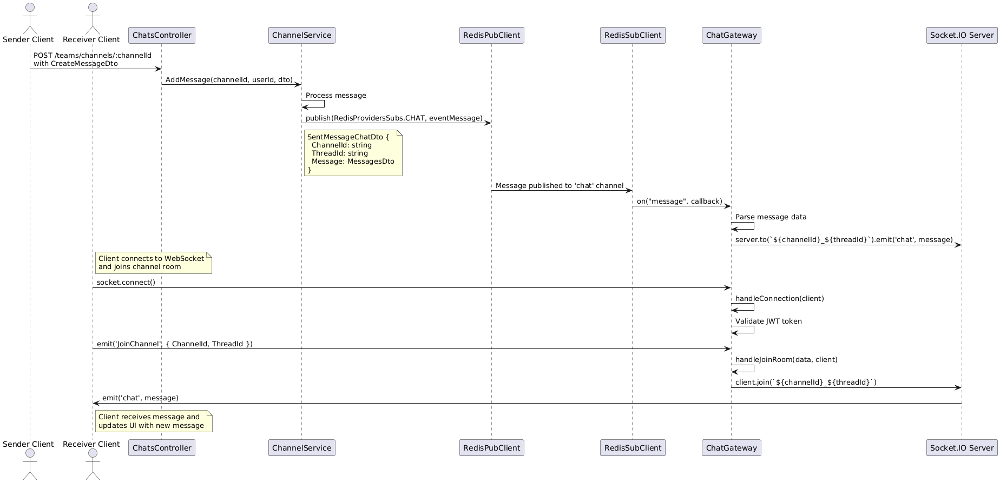 Sender Client
Receiver Client
ChatsController
ChannelService
RedisPubClient
RedisSubClient
ChatGateway
Socket.IO Server
POST /teams/channels/:channelId
with CreateMessageDto
AddMessage(channelId, userId, dto)
Process message
publish(RedisProvidersSubs.CHAT, eventMessage)
SentMessageChatDto {
  ChannelId: string
  ThreadId: string
  Message: MessagesDto
}
Message published to 'chat' channel
on("message", callback)
Parse message data
server.to(`${channelId}_${threadId}`).emit('chat', message)
Client connects to WebSocket
and joins channel room
socket.connect()
handleConnection(client)
Validate JWT token
emit('JoinChannel', { ChannelId, ThreadId })
handleJoinRoom(data, client)
client.join(`${channelId}_${threadId}`)
emit('chat', message)
Client receives message and
updates UI with new message
Sender Client
Receiver Client
ChatsController
ChannelService
RedisPubClient
RedisSubClient
ChatGateway
Socket.IO Server